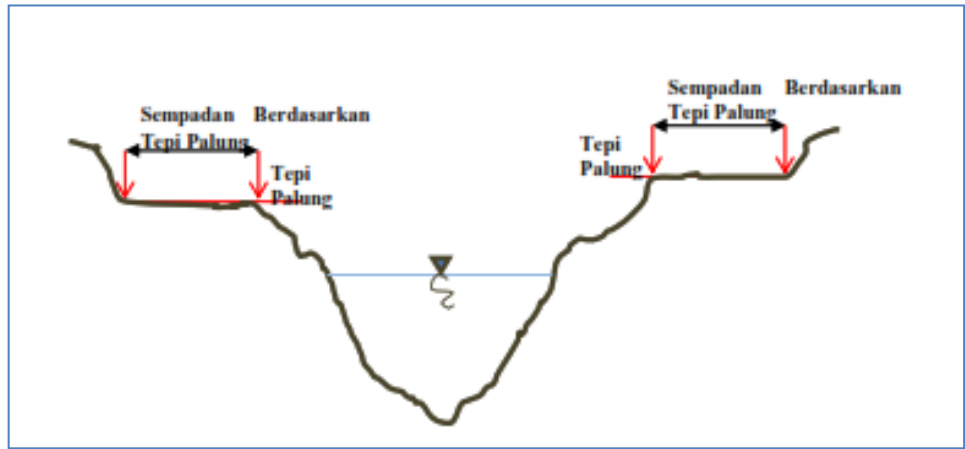 Sempadan Berdasarkan
Tepi Palung
Tepi
Palung
Sempadan Berdasarkan
Tepi Palung
Tepi
Palung